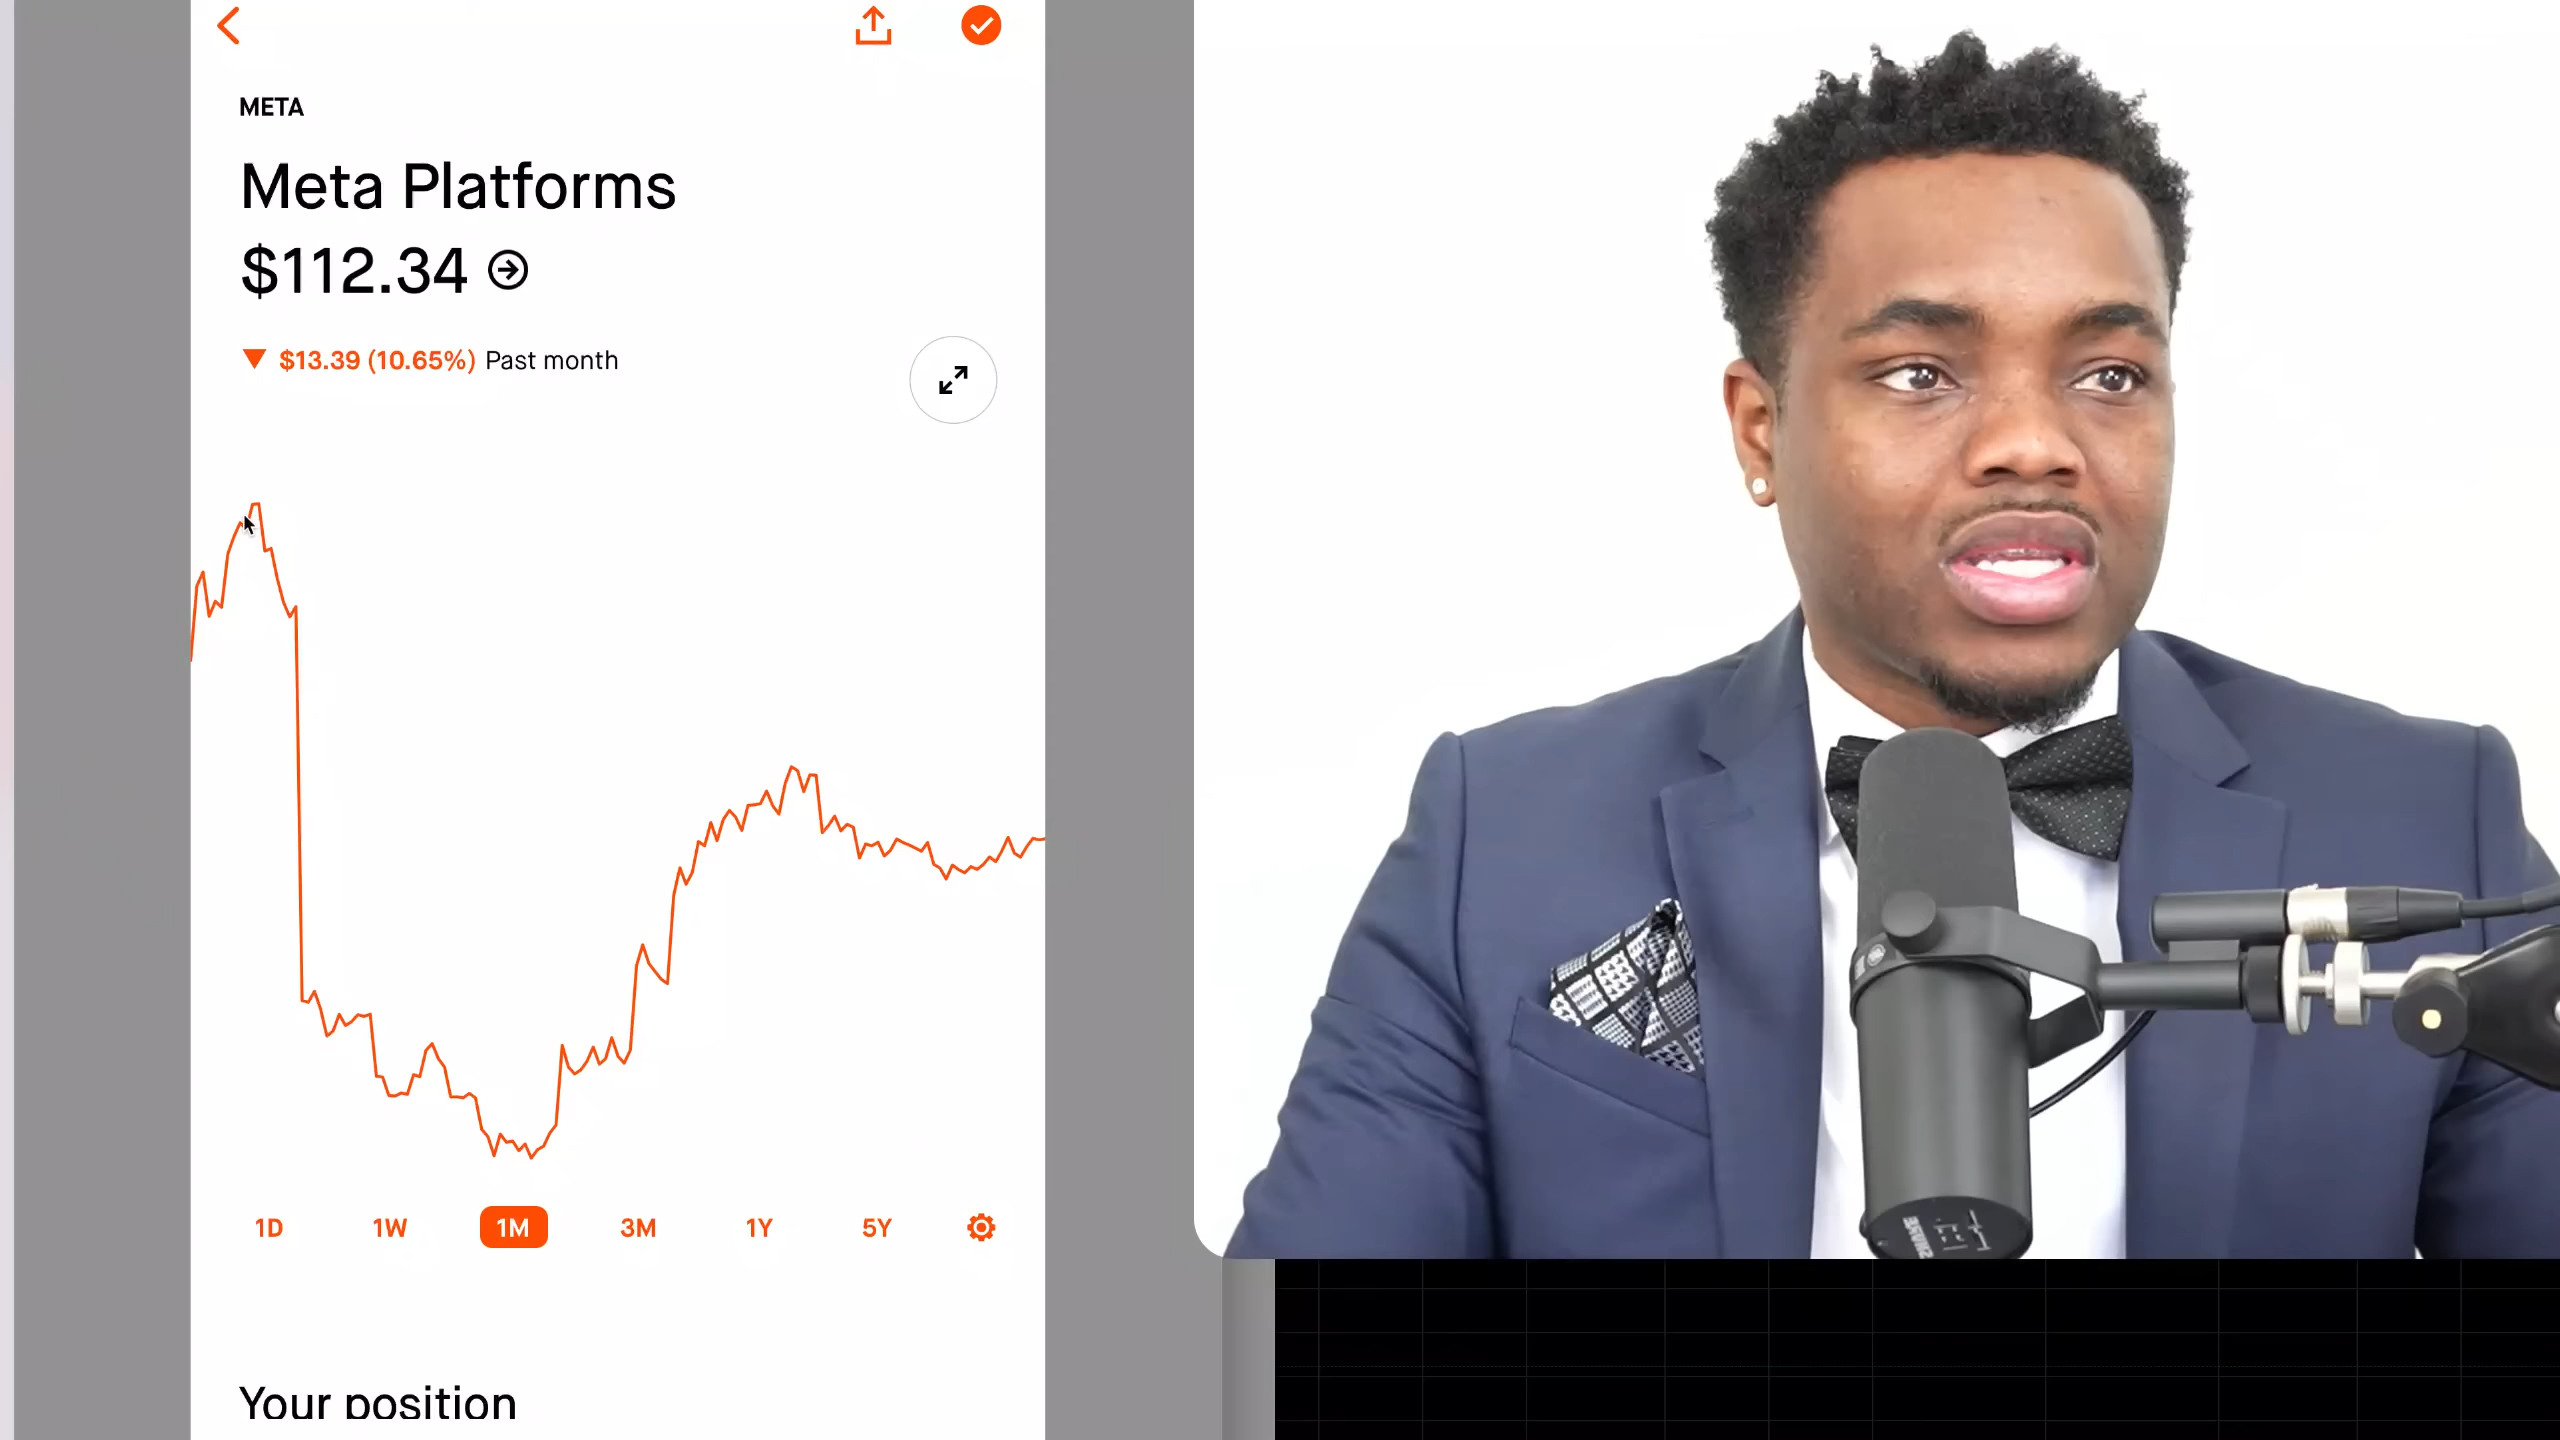 META
Meta Platforms
$112.34
$13.39 (10.65%) Past month
1D 1W 1M 3M 1Y 5Y
Your position
SHURE